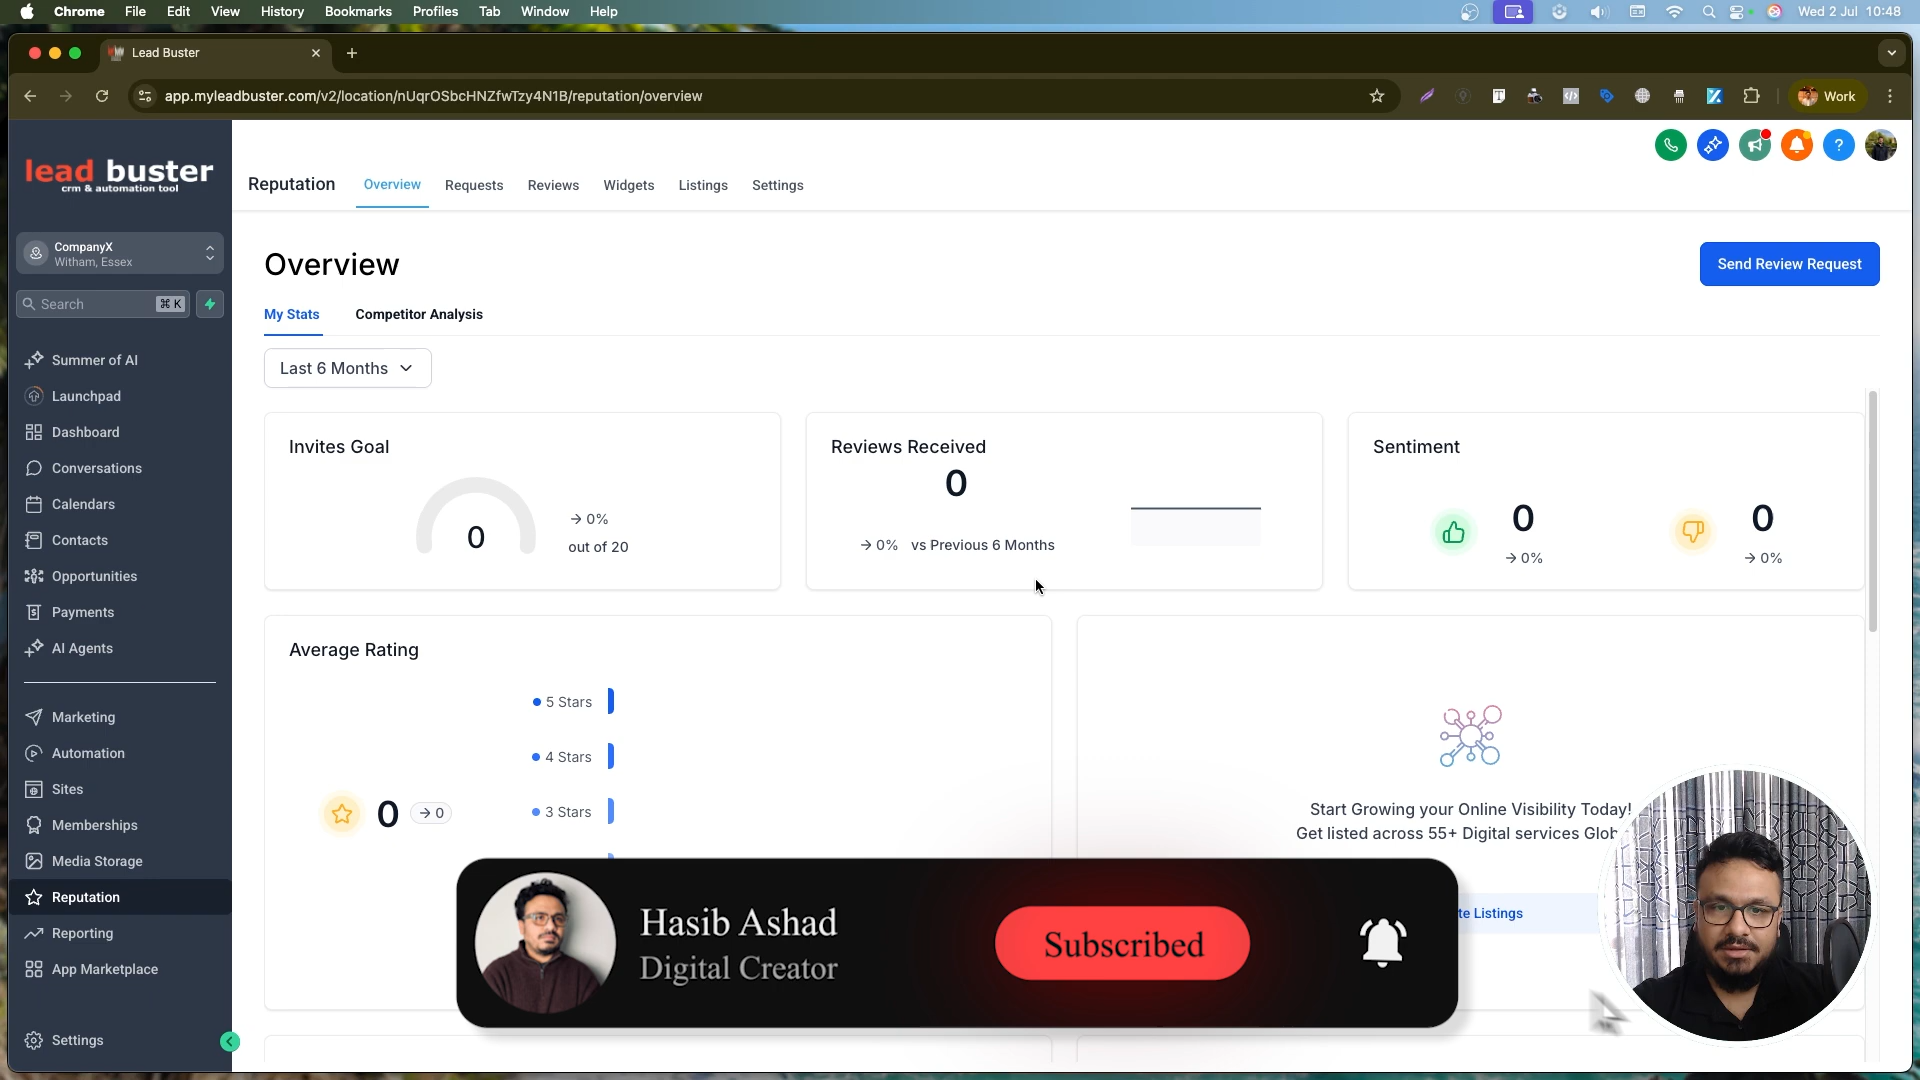 Chrome File Edit View History Bookmarks Profiles Tab Window Help
Wed 2 Jul 10:48
Lead Buster
app.myleadbuster.com/v2/location/nUqrOSbcHNZfwTzy4N1B/reputation/overview
Work
lead buster
crm & automation tool
CompanyX
Witham, Essex
Search ⌘ K
Summer of AI
Launchpad
Dashboard
Conversations
Calendars
Contacts
Opportunities
Payments
AI Agents
Marketing
Automation
Sites
Memberships
Media Storage
Reputation
Reporting
App Marketplace
Settings
Reputation Overview Requests Reviews Widgets Listings Settings
Overview
Send Review Request
My Stats Competitor Analysis
Last 6 Months
Invites Goal
0
→ 0%
out of 20
Reviews Received
0
→ 0% vs Previous 6 Months
Sentiment
0 0
→ 0% → 0%
Average Rating
5 Stars
4 Stars
3 Stars
0 → 0
Start Growing your Online Visibility Today!
Get listed across 55+ Digital services Glob
te Listings
Hasib Ashad
Digital Creator
Subscribed